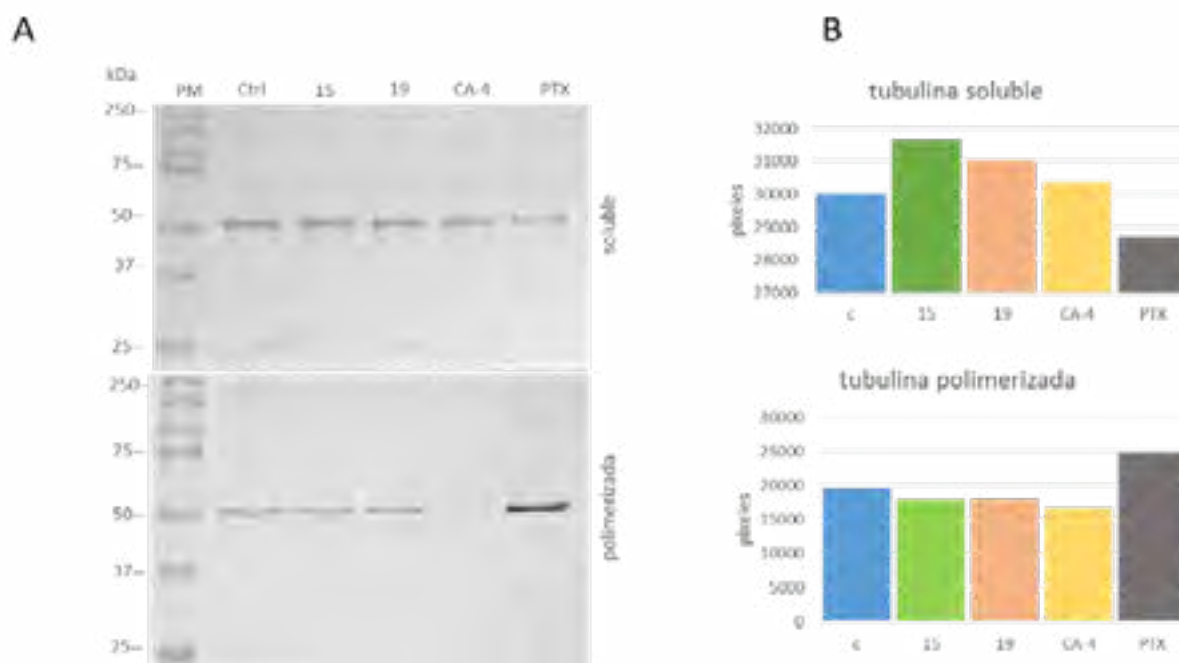 A
kDa
PM Ctrl 15 19 CA-4 PTX
250
75
50
37
25
soluble
250
75
50
37
25
polimerizada
B
tubulina soluble
32000
31000
30000
29000
28000
27000
pixeles
c 15 19 CA-4 PTX
tubulina polimerizada
30000
25000
20000
15000
10000
5000
0
pixeles
c 15 19 CA-4 PTX